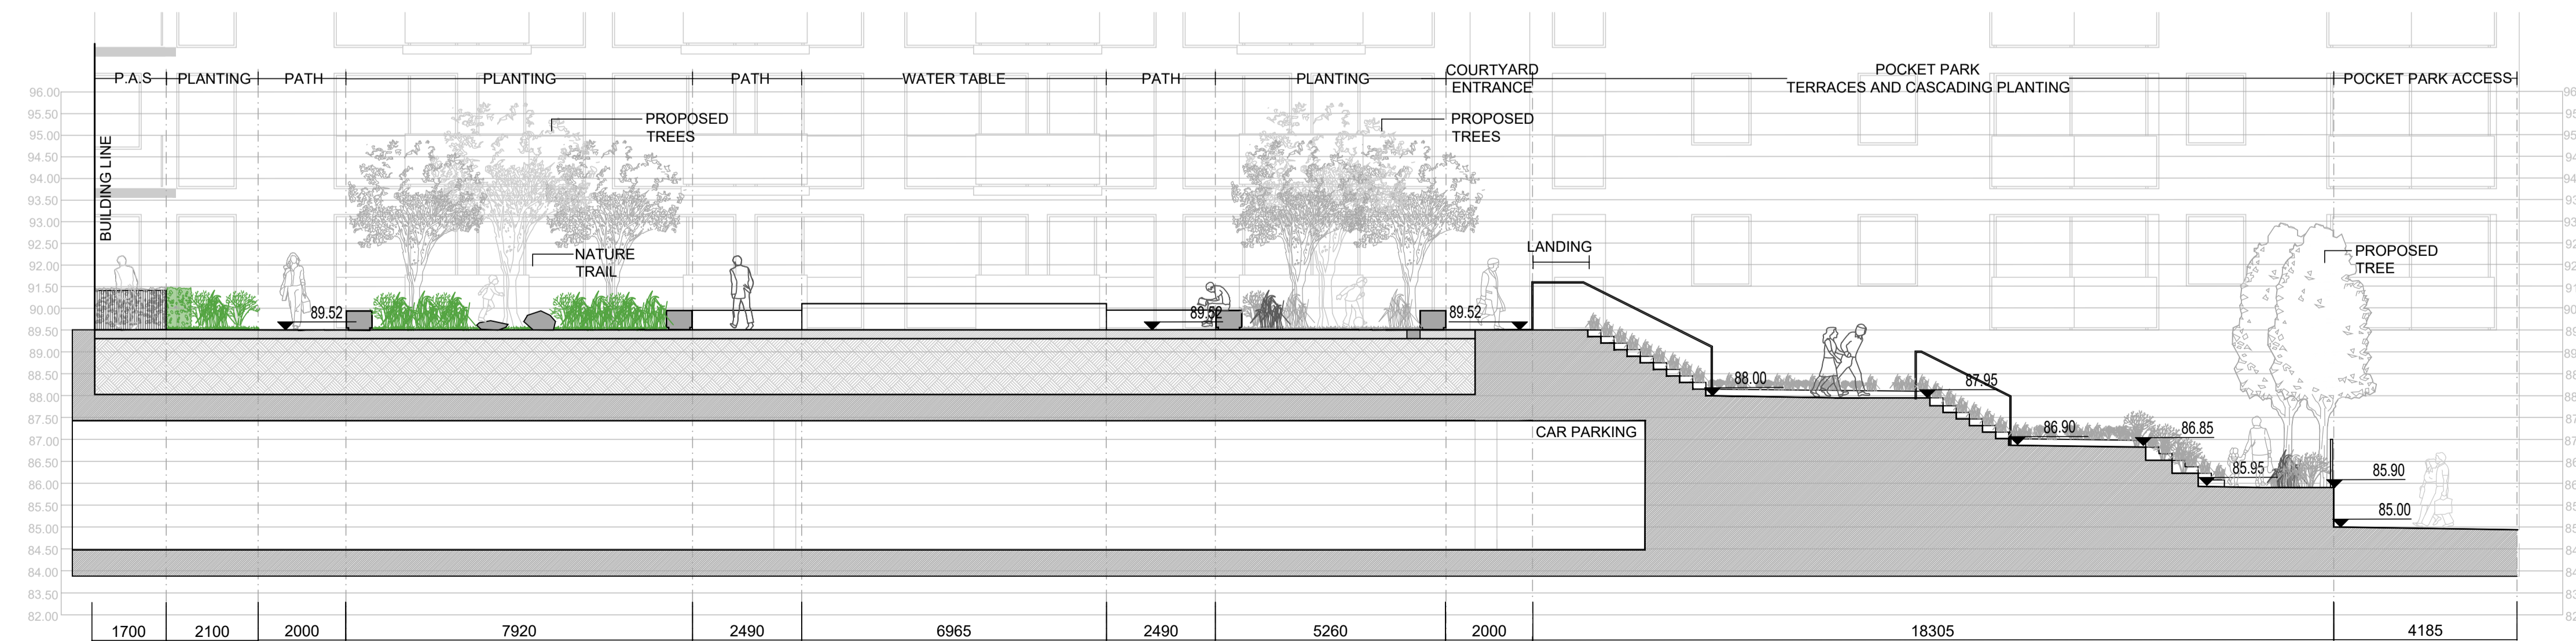 P.A.S
PLANTING
PATH
PLANTING
PATH
WATER TABLE
PATH
PLANTING
COURTYARD
ENTRANCE
POCKET PARK
TERRACES AND CASCADING PLANTING
POCKET PARK ACCESS
96.00
95.50
95.00
94.50
94.00
93.50
93.00
92.50
92.00
91.50
91.00
90.50
90.00
89.50
89.00
88.50
88.00
87.50
87.00
86.50
86.00
85.50
85.00
84.50
84.00
83.50
82.00
BUILDING LINE
PROPOSED
TREES
NATURE
TRAIL
PROPOSED
TREES
LANDING
PROPOSED
TREE
89.52
89.52
89.52
88.00
87.95
86.90
86.85
85.95
85.90
85.00
CAR PARKING
1700
2100
2000
7920
2490
6965
2490
5260
2000
18305
4185